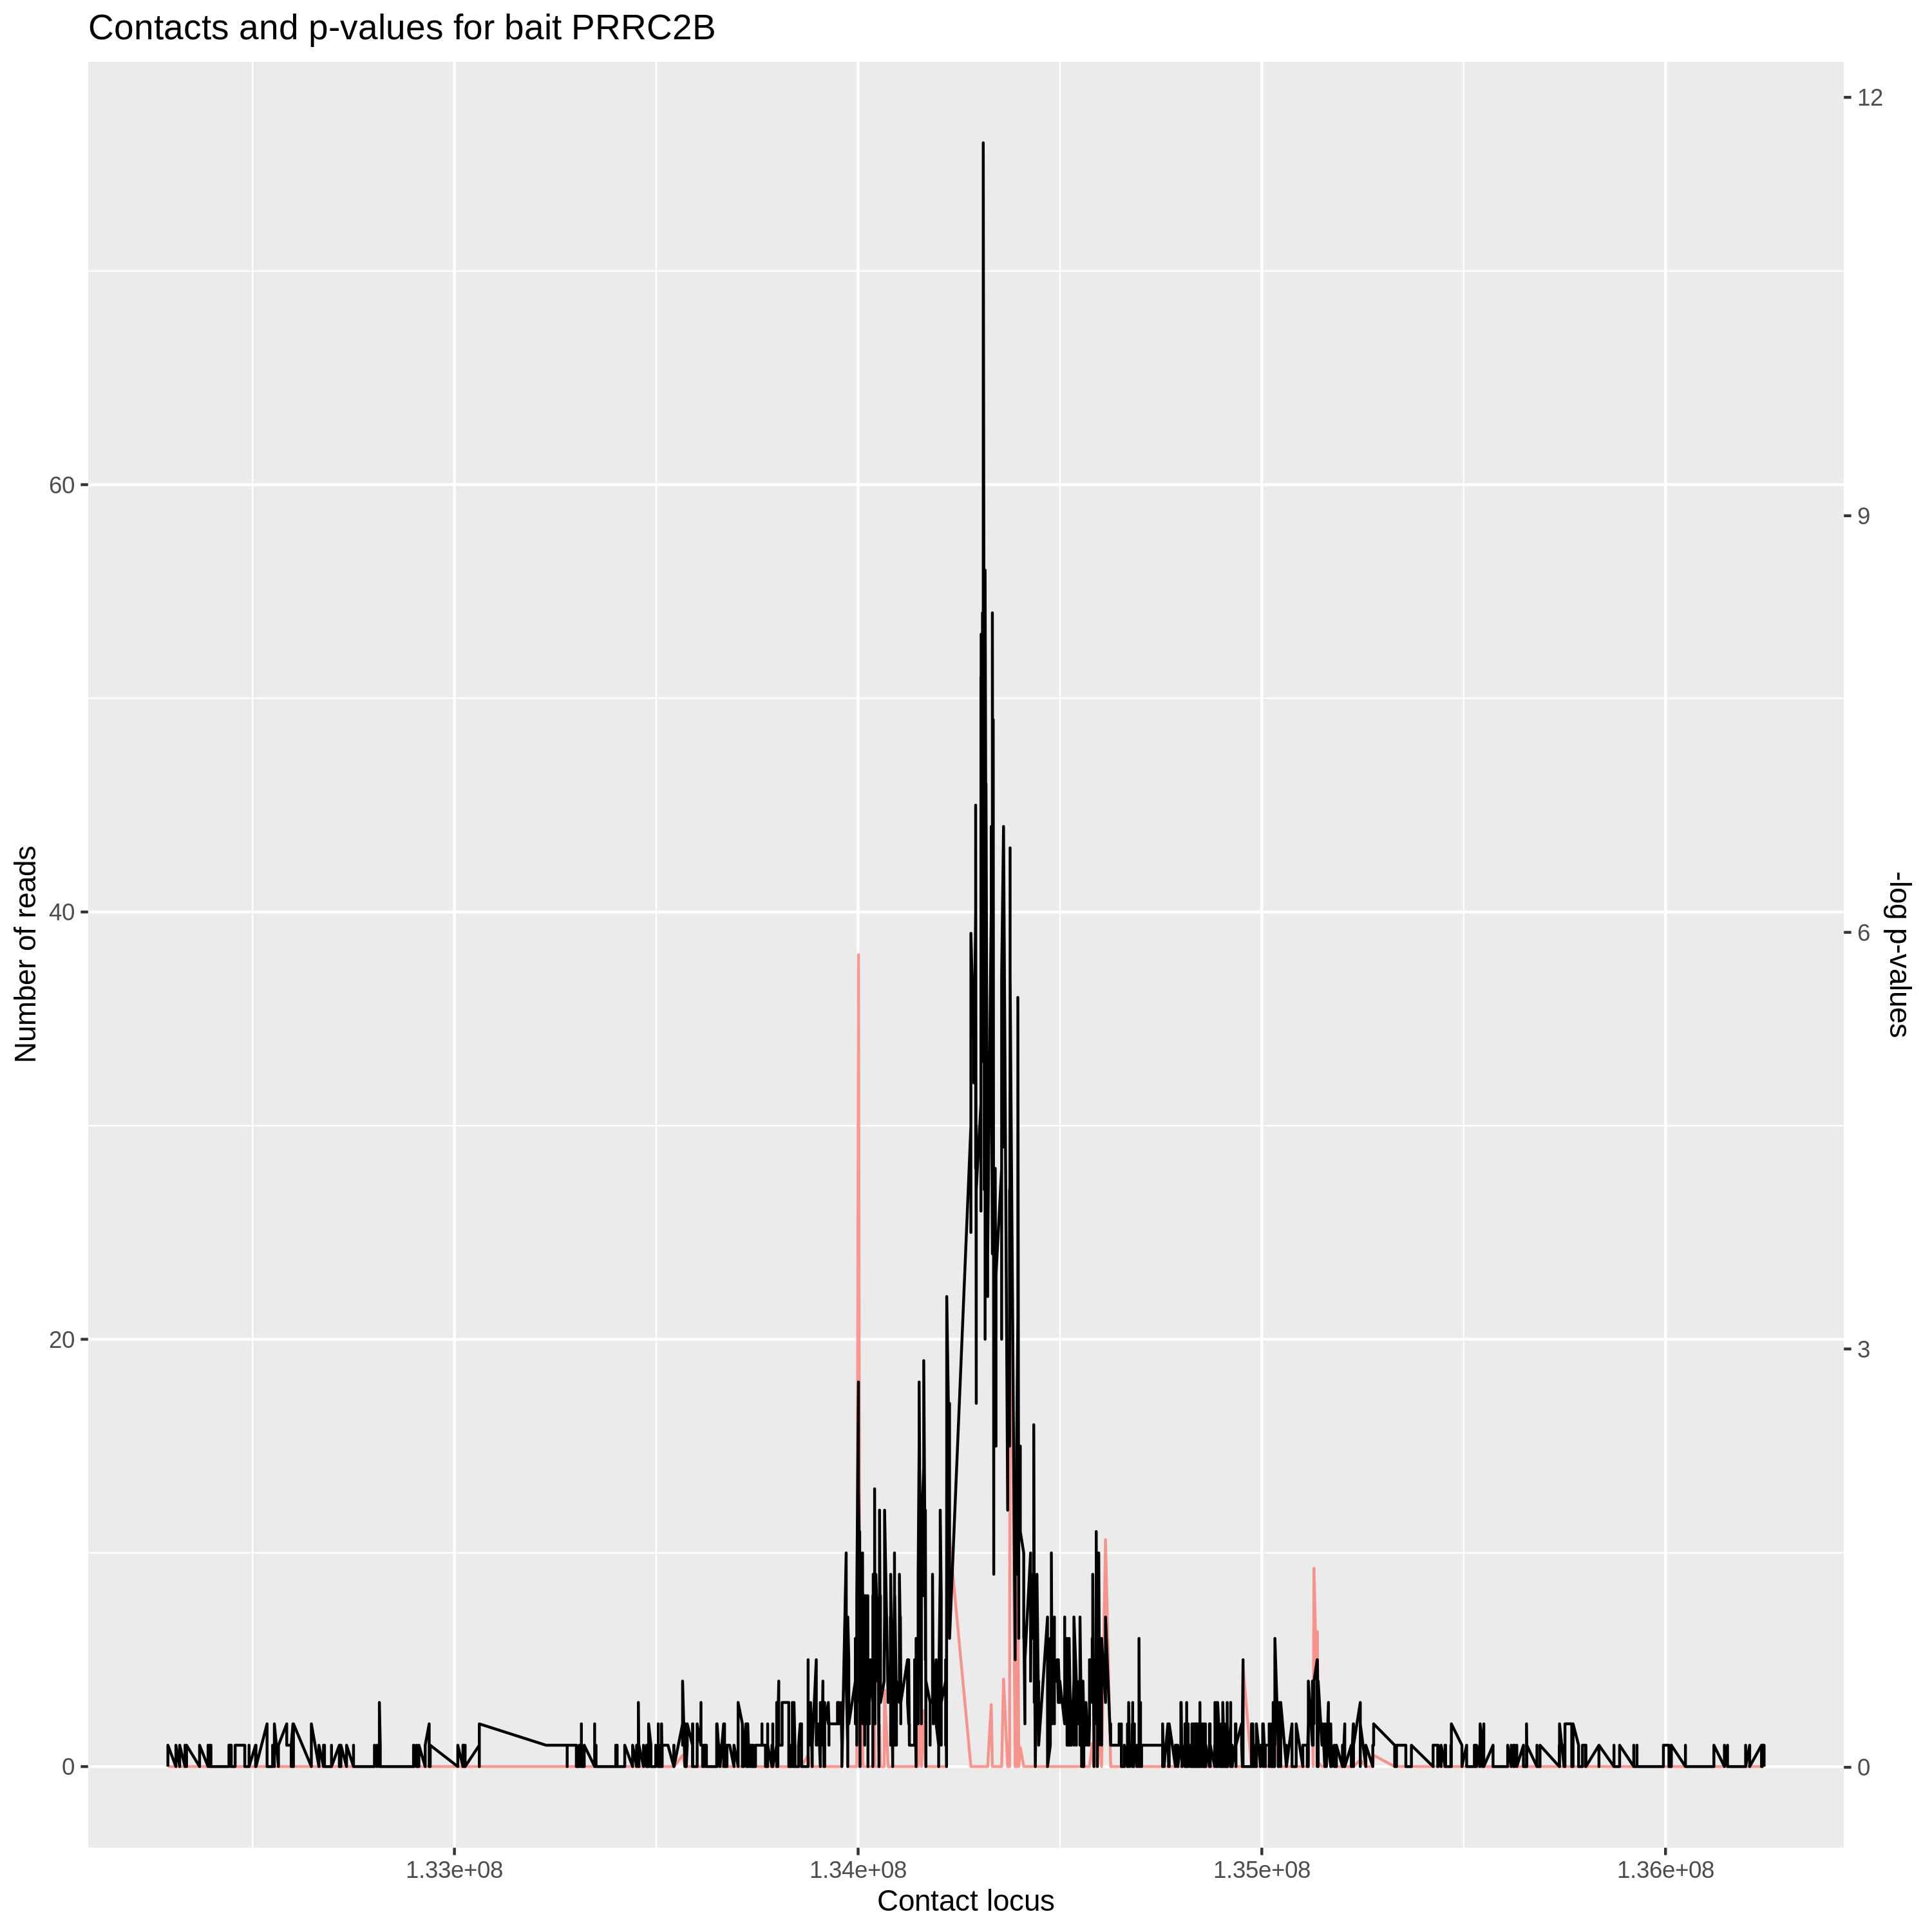 Contacts and p-values for bait PRRC2B
12
9
6
3
0
60
40
20
0
Number of reads
-log p-values
1.33e+08 1.34e+08 1.35e+08 1.36e+08
Contact locus